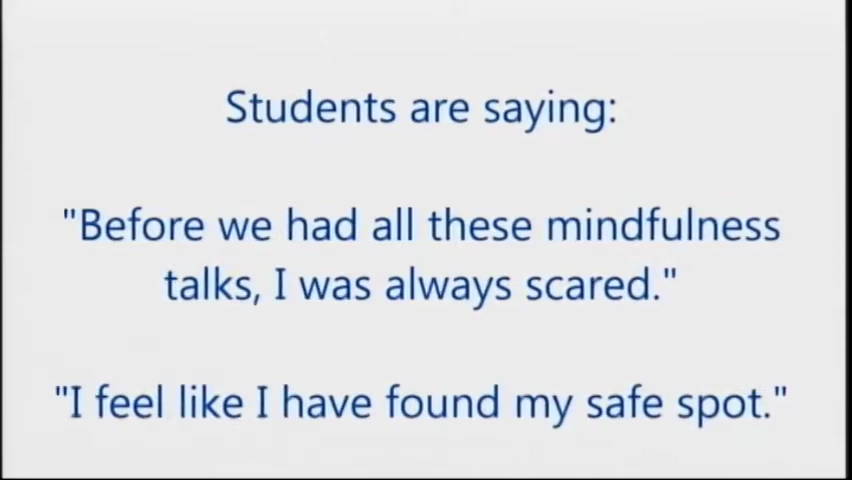 Students are saying:
"Before we had all these mindfulness
talks, I was always scared."
"I feel like I have found my safe spot."